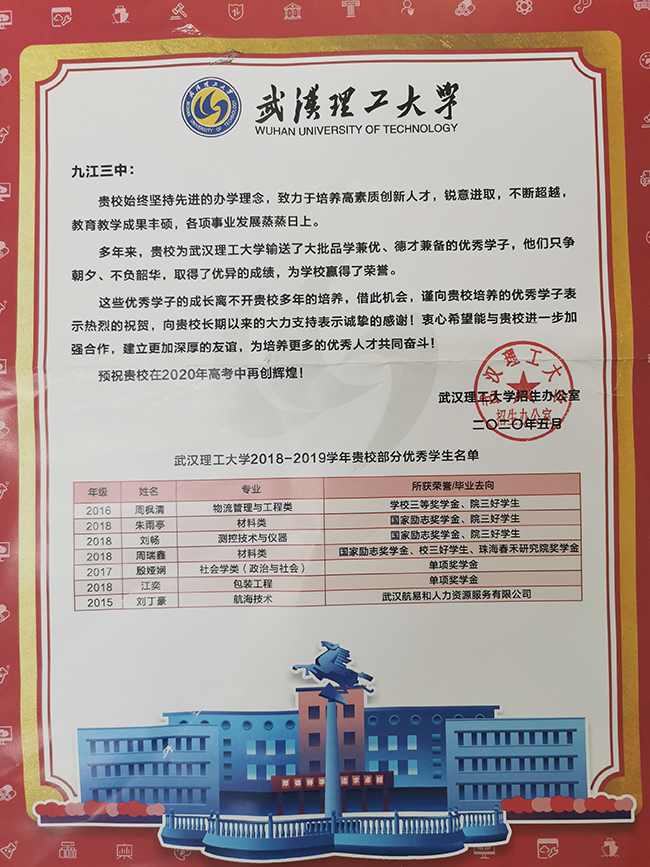 武汉理工大学
WUHAN UNIVERSITY OF TECHNOLOGY
九江三中：
贵校始终坚持先进的办学理念，致力于培养高素质创新人才，锐意进取，不断超越，
教育教学成果丰硕，各项事业发展蒸蒸日上。
多年来，贵校为武汉理工大学输送了大批品学兼优、德才兼备的优秀学子，他们只争
朝夕、不负韶华，取得了优异的成绩，为学校赢得了荣誉。
这些优秀学子的成长离不开贵校多年的培养，借此机会，谨向贵校培养的优秀学子表
示热烈的祝贺，向贵校长期以来的大力支持表示诚挚的感谢！衷心希望能与贵校进一步加
强合作，建立更加深厚的友谊，为培养更多的优秀人才共同奋斗！
预祝贵校在2020年高考中再创辉煌！
武汉理工大学招生办公室
二〇二〇年五月
武汉理工大学
招生办公室
武汉理工大学2018-2019学年贵校部分优秀学生名单
年级 姓名 专业 所获荣誉/毕业去向
2016 周枫清 物流管理与工程类 学校三等奖学金、院三好学生
2018 朱雨亭 材料类 国家励志奖学金、院三好学生
2018 刘畅 测控技术与仪器 国家励志奖学金、院三好学生
2018 周瑞鑫 材料类 国家励志奖学金、校三好学生、珠海春禾研究院奖学金
2017 殷娅娴 社会学类（政治与社会） 单项奖学金
2018 江奕 包装工程 单项奖学金
2015 刘丁豪 航海技术 武汉航易和人力资源服务有限公司
厚德博学 追求卓越